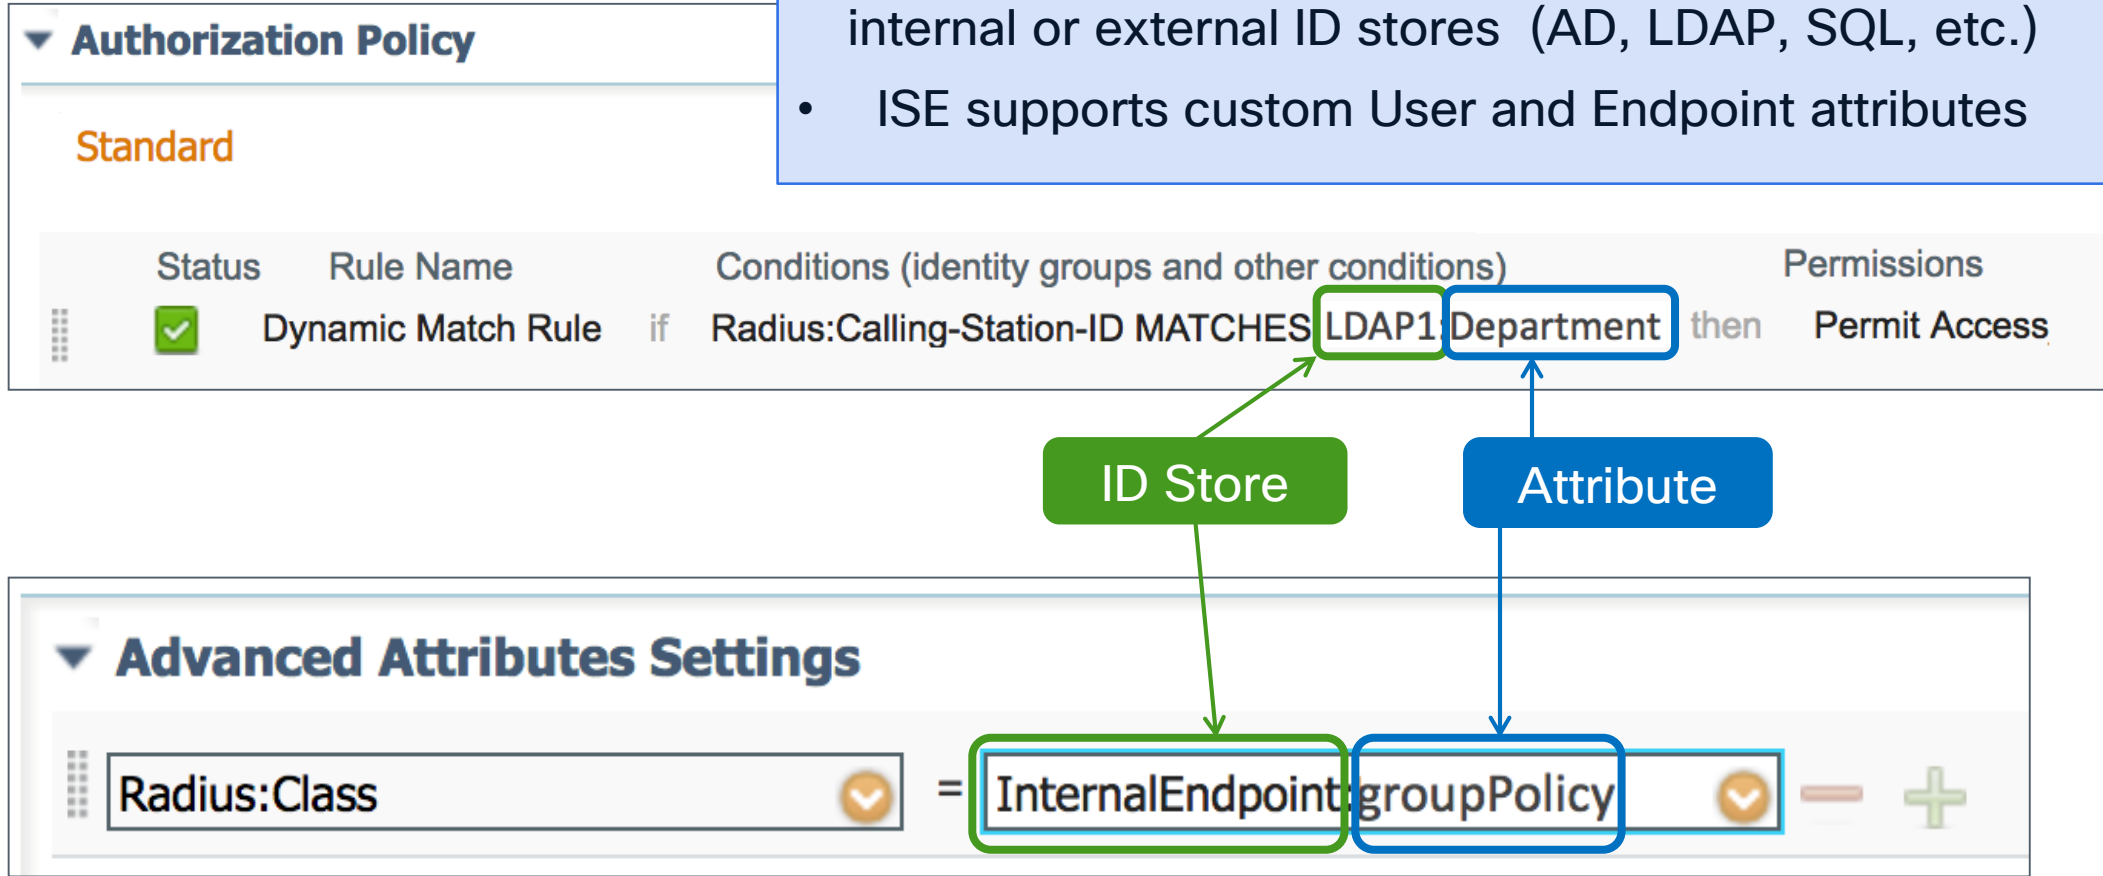 Authorization Policy
internal or external ID stores (AD, LDAP, SQL, etc.)
• ISE supports custom User and Endpoint attributes
Standard
Status Rule Name Conditions (identity groups and other conditions) Permissions
Dynamic Match Rule if Radius:Calling-Station-ID MATCHES LDAP1:Department then Permit Access
ID Store Attribute
Advanced Attributes Settings
Radius:Class = InternalEndpoint:groupPolicy